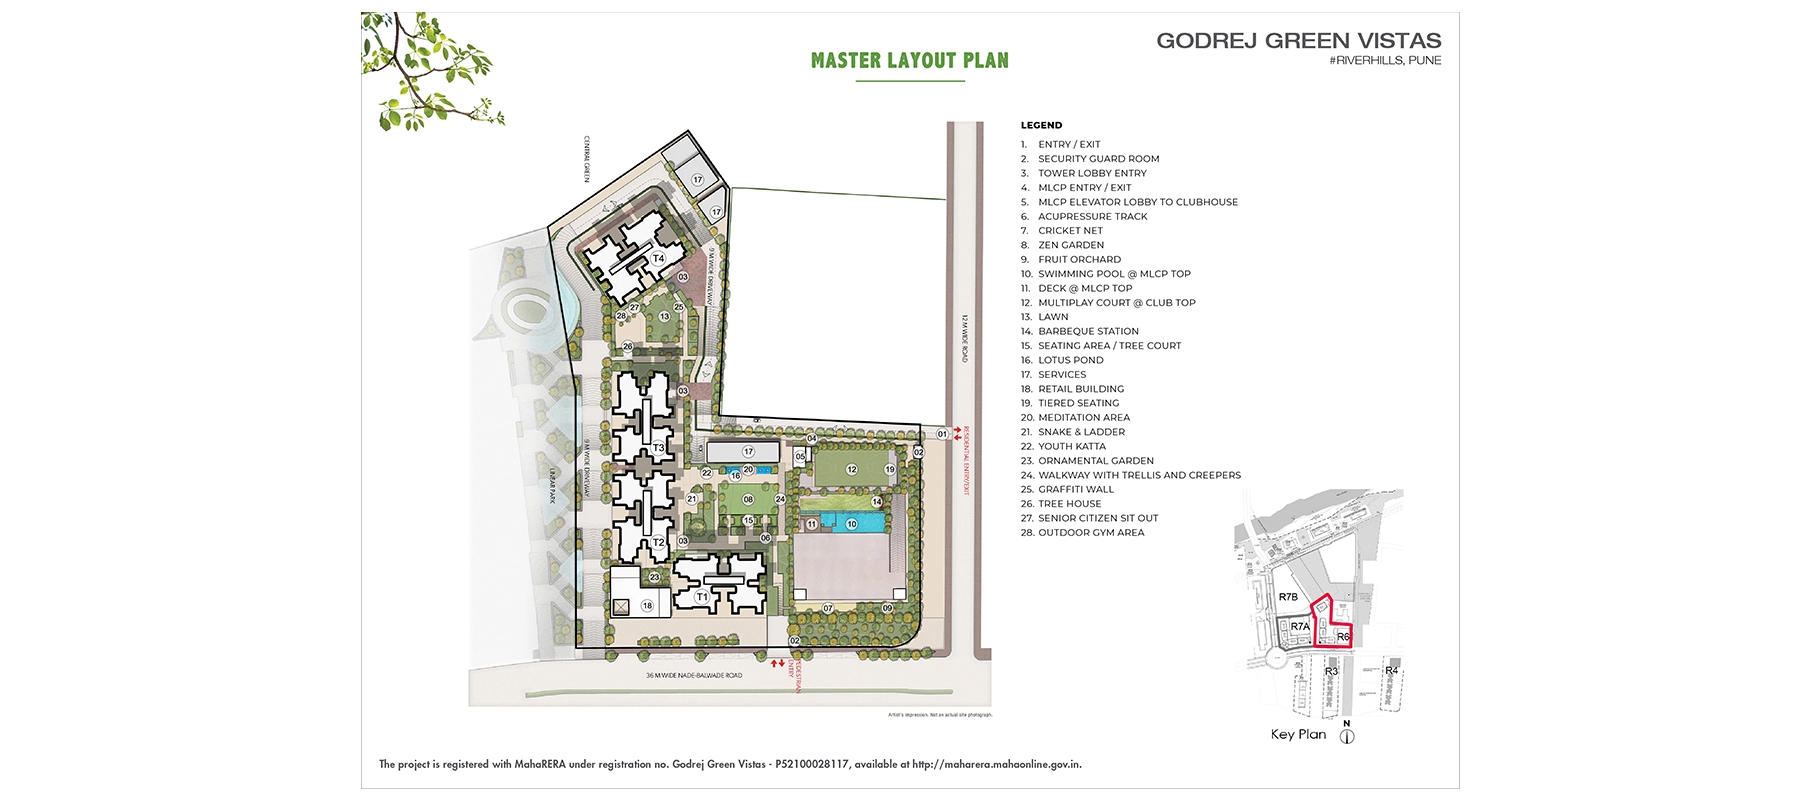 GODREJ GREEN VISTAS
#RIVERHILLS, PUNE
MASTER LAYOUT PLAN
LEGEND
1. ENTRY / EXIT
2. SECURITY GUARD ROOM
3. TOWER LOBBY ENTRY
4. MLCP ENTRY / EXIT
5. MLCP ELEVATOR LOBBY TO CLUBHOUSE
6. ACUPRESSURE TRACK
7. CRICKET NET
8. ZEN GARDEN
9. FRUIT ORCHARD
10. SWIMMING POOL @ MLCP TOP
11. DECK @ MLCP TOP
12. MULTIPLAY COURT @ CLUB TOP
13. LAWN
14. BARBEQUE STATION
15. SEATING AREA / TREE COURT
16. LOTUS POND
17. SERVICES
18. RETAIL BUILDING
19. TIERED SEATING
20. MEDITATION AREA
21. SNAKE & LADDER
22. YOUTH KATTA
23. ORNAMENTAL GARDEN
24. WALKWAY WITH TRELLIS AND CREEPERS
25. GRAFFITI WALL
26. TREE HOUSE
27. SENIOR CITIZEN SIT OUT
28. OUTDOOR GYM AREA
CENTRAL GREEN
17
17
T4
03
9 M WIDE DRIVEWAY
27
25
28
13
26
12 M WIDE ROAD
03
01
RESIDENTIAL ENTRY/EXIT
04
T3
17
05
02
9 M WIDE DRIVEWAY
LINEAR PARK
22
16
20
12
19
21
08
24
14
15
11
10
T2
03
06
23
T1
18
07
09
02
PEDESTRIAN
ENTRY
36 M WIDE NADE-BALWADE ROAD
Artist's impression. Not an actual site photograph.
R7B
R7A
R6
R3
R4
Key Plan
N
The project is registered with MahaRERA under registration no. Godrej Green Vistas - P52100028117, available at http://maharera.mahaonline.gov.in.